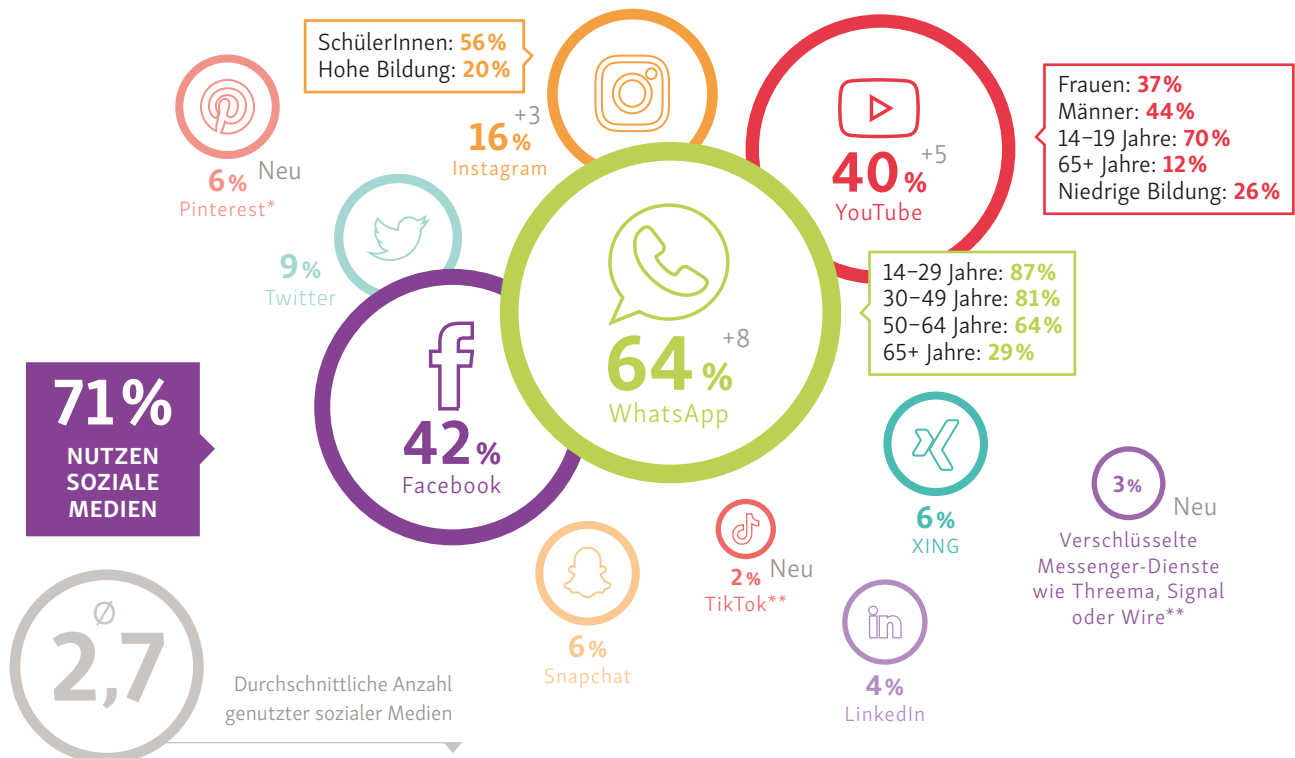 SchülerInnen: 56%
Hohe Bildung: 20%
+3
16%
Instagram
6% Neu
Pinterest*
9%
Twitter
+5
40%
YouTube
Frauen: 37%
Männer: 44%
14–19 Jahre: 70%
65+ Jahre: 12%
Niedrige Bildung: 26%
+8
64%
WhatsApp
14–29 Jahre: 87%
30–49 Jahre: 81%
50–64 Jahre: 64%
65+ Jahre: 29%
f
42%
Facebook
71%
NUTZEN
SOZIALE
MEDIEN
6%
XING
3% Neu
Verschlüsselte
Messenger-Dienste
wie Threema, Signal
oder Wire**
2% Neu
TikTok**
6%
Snapchat
in
4%
LinkedIn
Ø
2,7
Durchschnittliche Anzahl
genutzter sozialer Medien